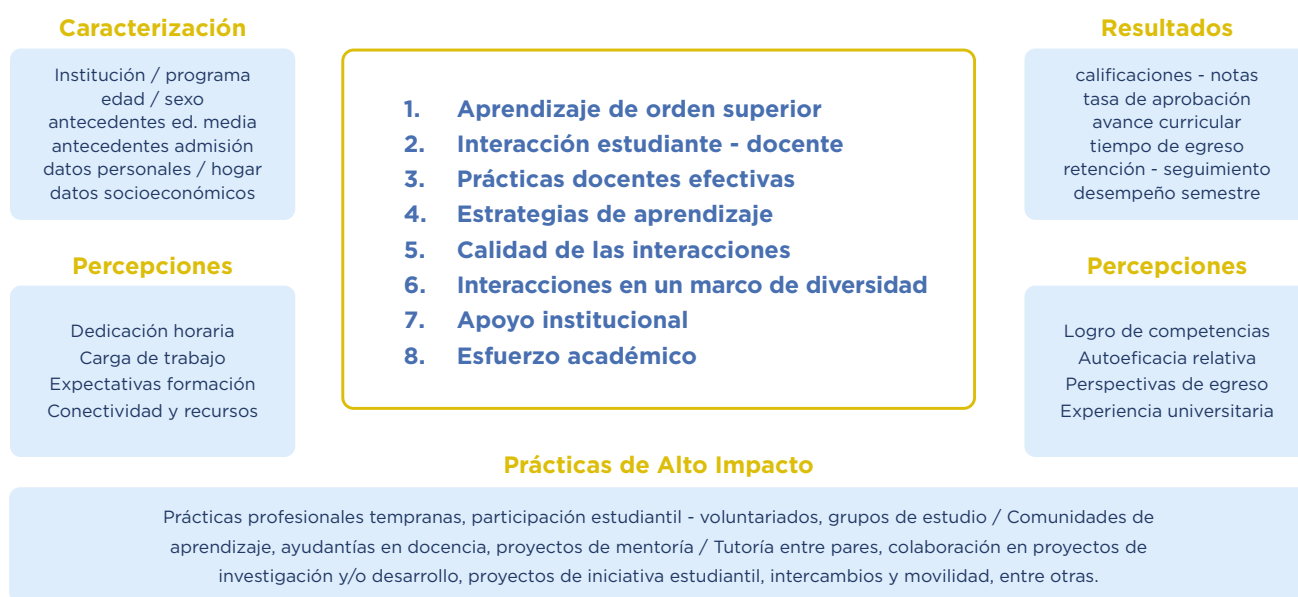 Caracterización
Institución / programa
edad / sexo
antecedentes ed. media
antecedentes admisión
datos personales / hogar
datos socioeconómicos
Percepciones
Dedicación horaria
Carga de trabajo
Expectativas formación
Conectividad y recursos
1. Aprendizaje de orden superior
2. Interacción estudiante - docente
3. Prácticas docentes efectivas
4. Estrategias de aprendizaje
5. Calidad de las interacciones
6. Interacciones en un marco de diversidad
7. Apoyo institucional
8. Esfuerzo académico
Resultados
calificaciones - notas
tasa de aprobación
avance curricular
tiempo de egreso
retención - seguimiento
desempeño semestre
Percepciones
Logro de competencias
Autoeficacia relativa
Perspectivas de egreso
Experiencia universitaria
Prácticas de Alto Impacto
Prácticas profesionales tempranas, participación estudiantil - voluntariados, grupos de estudio / Comunidades de
aprendizaje, ayudantías en docencia, proyectos de mentoría / Tutoría entre pares, colaboración en proyectos de
investigación y/o desarrollo, proyectos de iniciativa estudiantil, intercambios y movilidad, entre otras.